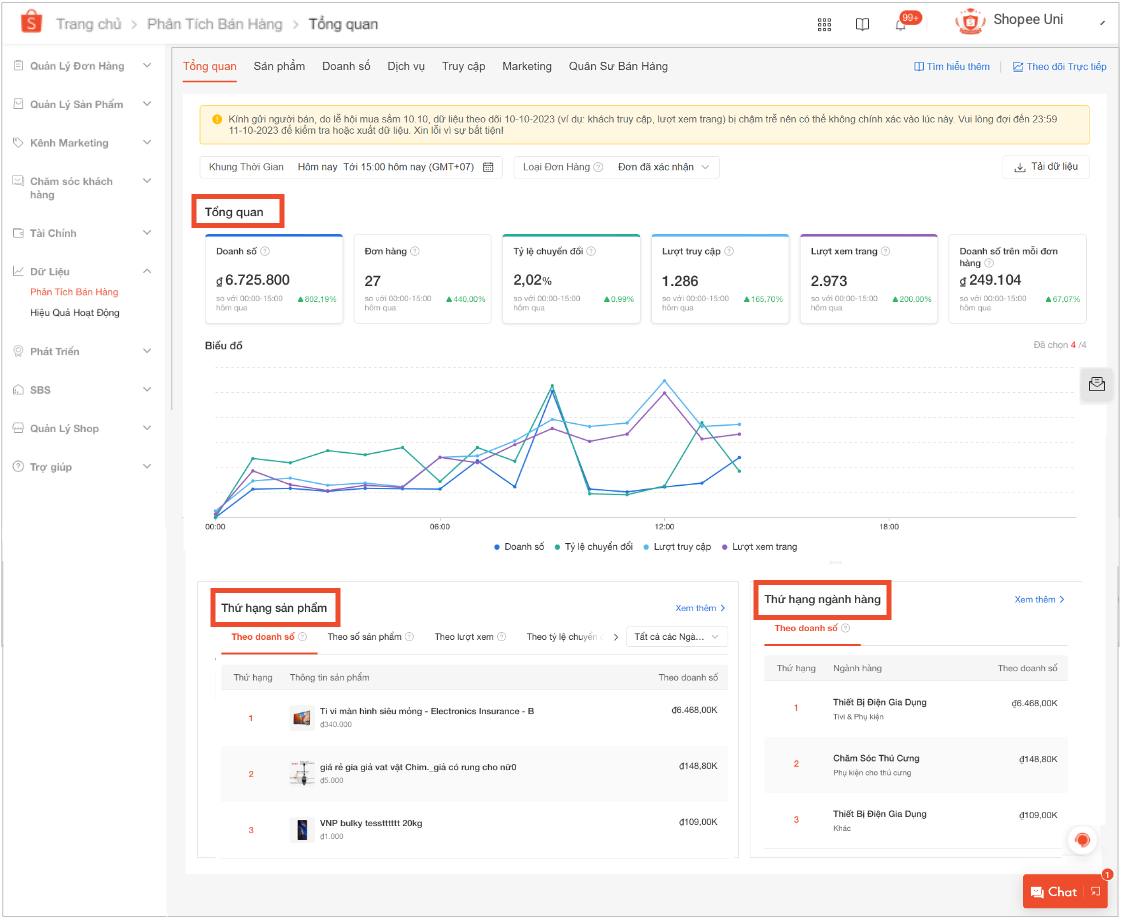 Trang chủ > Phân Tích Bán Hàng > Tổng quan
99+
Shopee Uni
Quản Lý Đơn Hàng
Quản Lý Sản Phẩm
Kênh Marketing
Chăm sóc khách
hàng
Tài Chính
Dữ Liệu
Phân Tích Bán Hàng
Hiệu Quả Hoạt Động
Phát Triển
SBS
Quản Lý Shop
Trợ giúp
Tổng quan Sản phẩm Doanh số Dịch vụ Truy cập Marketing Quân Sư Bán Hàng
Tìm hiểu thêm Theo dõi Trực tiếp
Kính gửi người bán, do lễ hội mua sắm 10.10, dữ liệu theo dõi 10-10-2023 (ví dụ: khách truy cập, lượt xem trang) bị chậm trễ nên có thể không chính xác vào lúc này. Vui lòng đợi đến 23:59
11-10-2023 để kiểm tra hoặc xuất dữ liệu. Xin lỗi vì sự bất tiện!
Khung Thời Gian Hôm nay Tới 15:00 hôm nay (GMT+07) Loại Đơn Hàng Đơn đã xác nhận Tải dữ liệu
Tổng quan
Doanh số
₫ 6.725.800
so với 00:00-15:00
hôm qua
▲802,19%
Đơn hàng
27
so với 00:00-15:00
hôm qua
▲440,00%
Tỷ lệ chuyển đổi
2,02%
so với 00:00-15:00
hôm qua
▲0,99%
Lượt truy cập
1.286
so với 00:00-15:00
hôm qua
▲165,70%
Lượt xem trang
2.973
so với 00:00-15:00
hôm qua
▲200,00%
Doanh số trên mỗi đơn
hàng
₫ 249.104
so với 00:00-15:00
hôm qua
▲67,07%
Biểu đồ
Đã chọn 4 /4
00:00 06:00 12:00 18:00
Doanh số Tỷ lệ chuyển đổi Lượt truy cập Lượt xem trang
Thứ hạng sản phẩm
Xem thêm >
Theo doanh số Theo số sản phẩm Theo lượt xem Theo tỷ lệ chuyển > Tất cả các Ngà...
Thứ hạng Thông tin sản phẩm Theo doanh số
1 Ti vi màn hình siêu mỏng - Electronics Insurance - B ₫6.468,00K
₫340.000
2 giá rẻ gia giả vat vật Chim._giá có rung cho nữ0 ₫148,80K
₫5.000
3 VNP bulky tessttttt 20kg ₫109,00K
₫1.000
Thứ hạng ngành hàng
Xem thêm >
Theo doanh số
Thứ hạng Ngành hàng Theo doanh số
1 Thiết Bị Điện Gia Dụng ₫6.468,00K
Tivi & Phụ kiện
2 Chăm Sóc Thú Cưng ₫148,80K
Phụ kiện cho thú cưng
3 Thiết Bị Điện Gia Dụng ₫109,00K
Khác
Chat
1